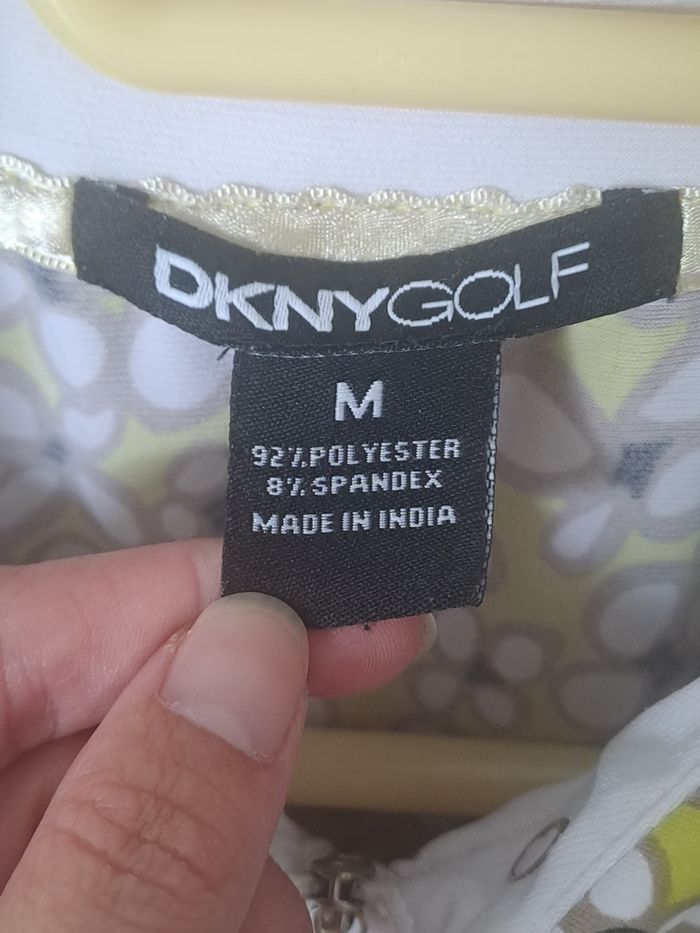 DKNYGOLF
M
92% POLYESTER
8% SPANDEX
MADE IN INDIA